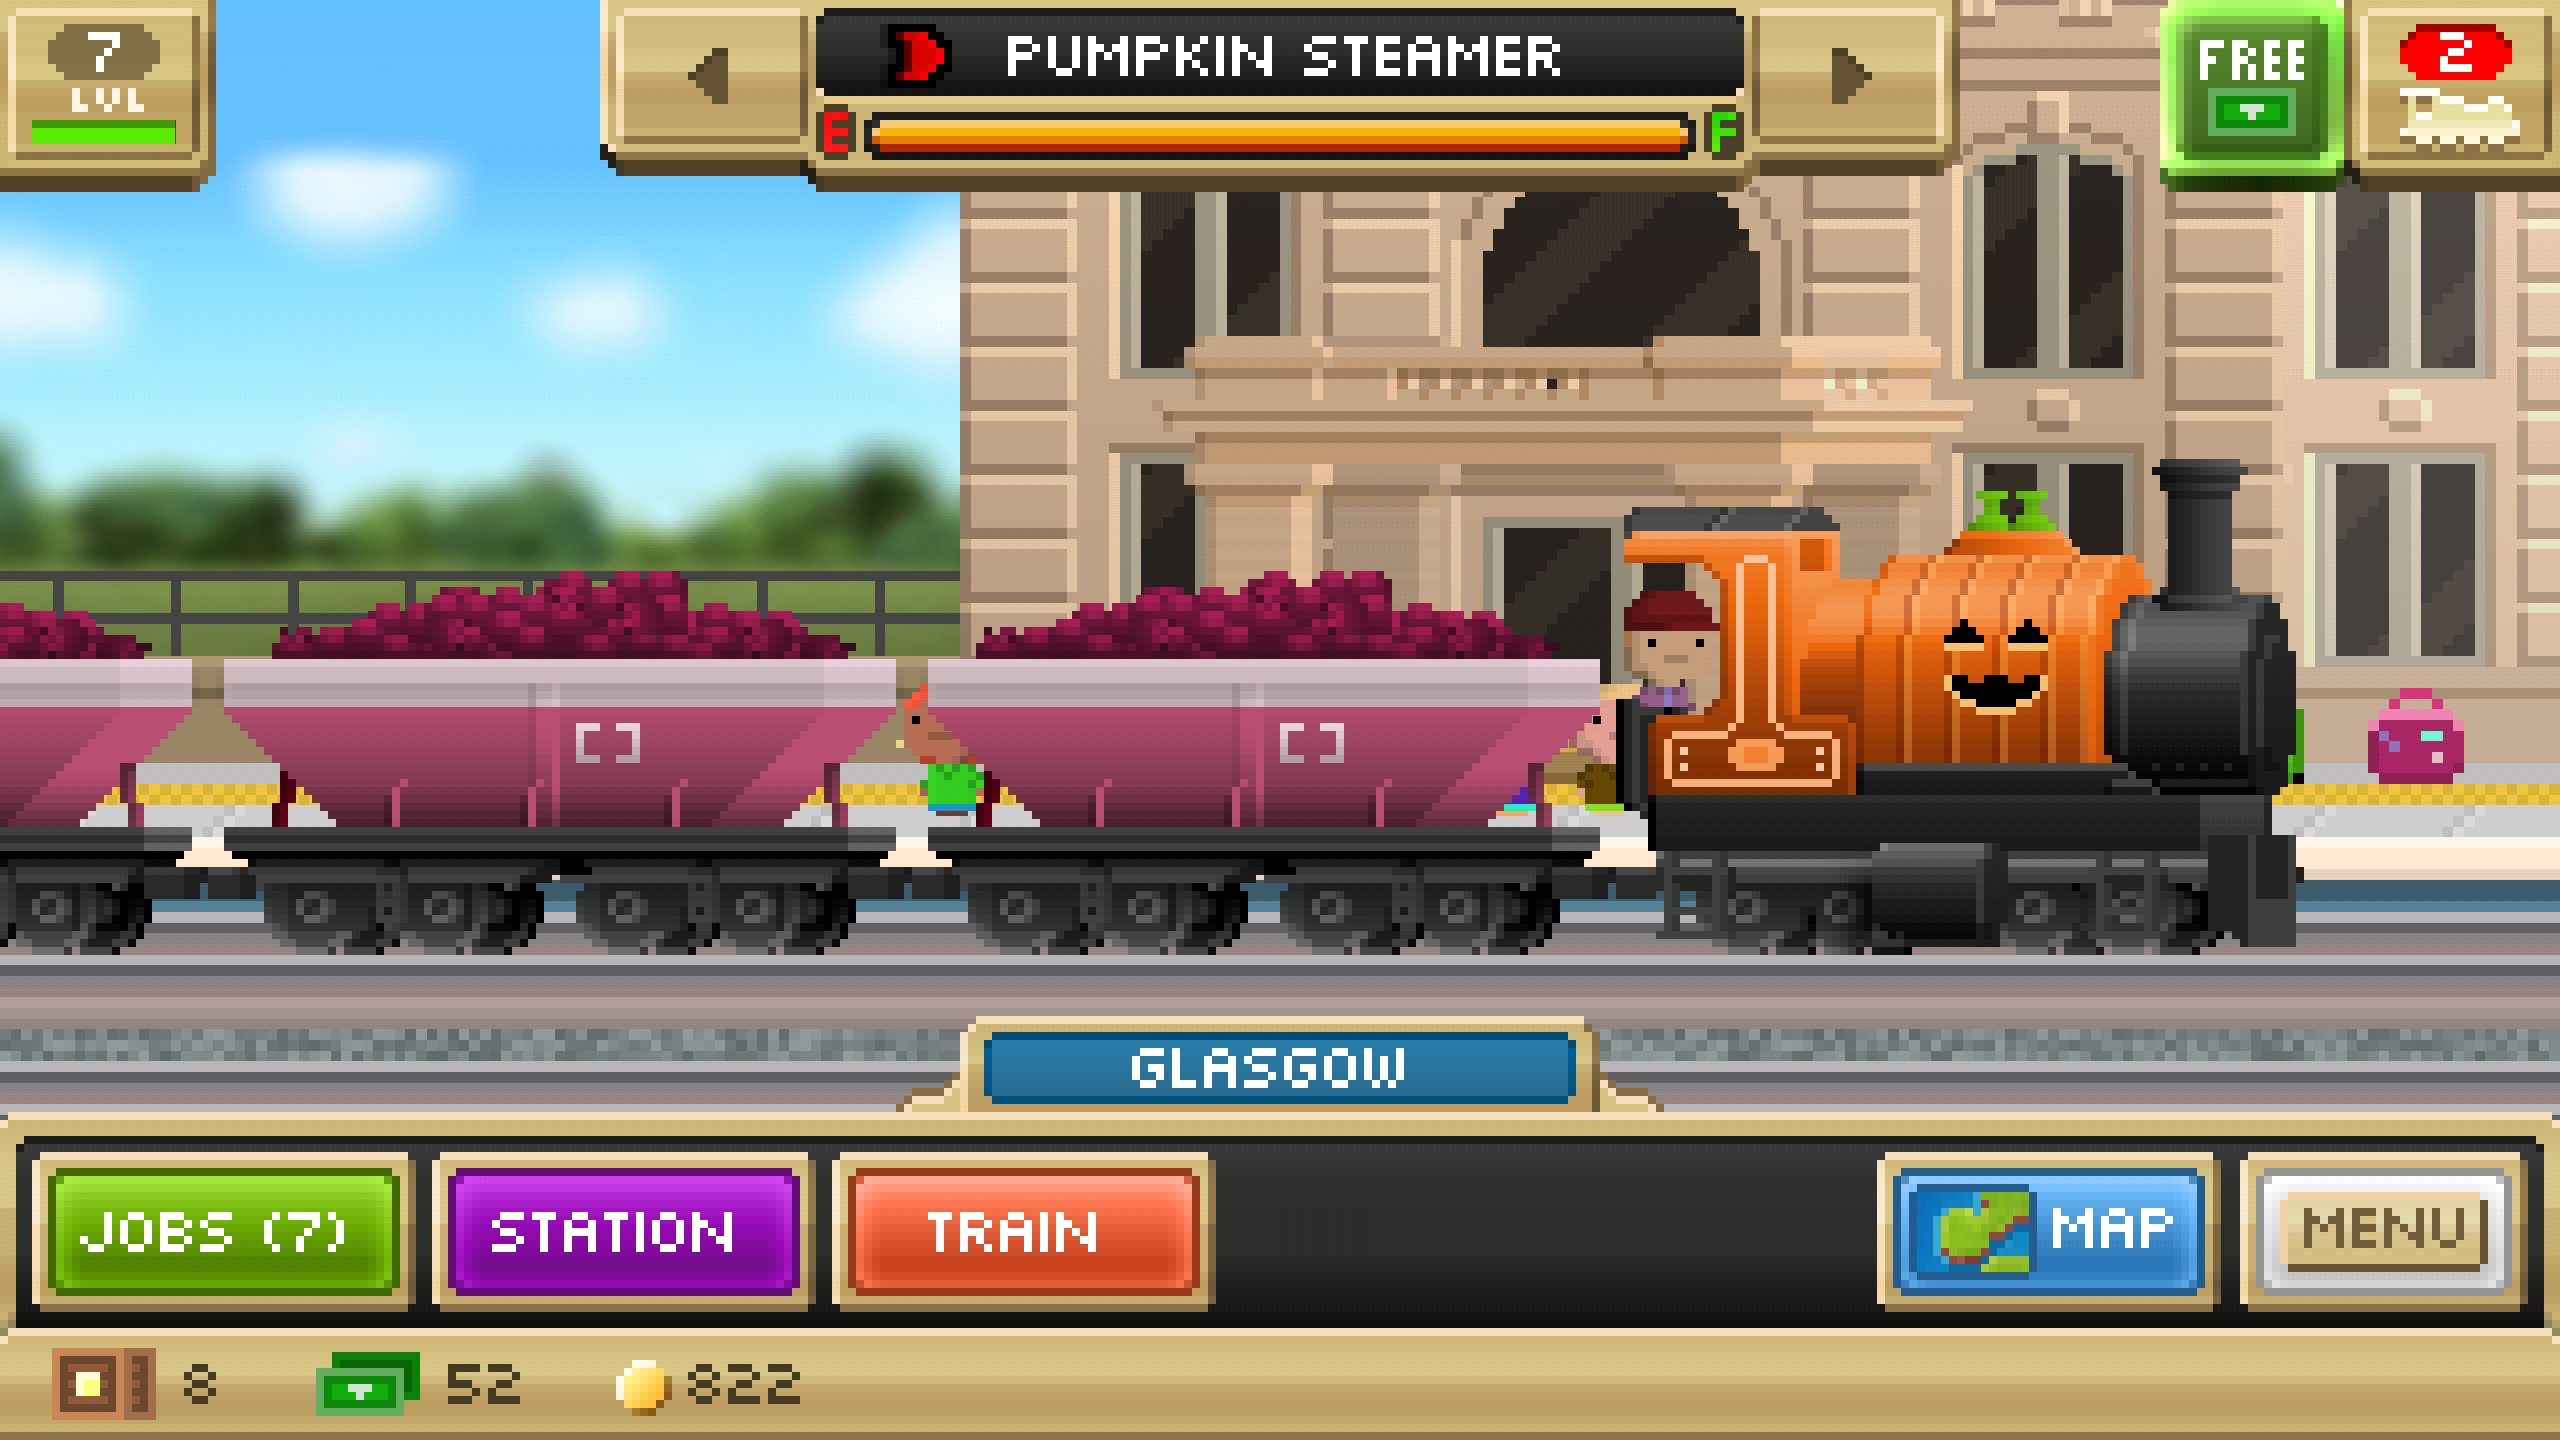 7
LVL
PUMPKIN STEAMER
E
F
FREE
2
GLASGOW
JOBS (7)
STATION
TRAIN
MAP
MENU
8
52
822